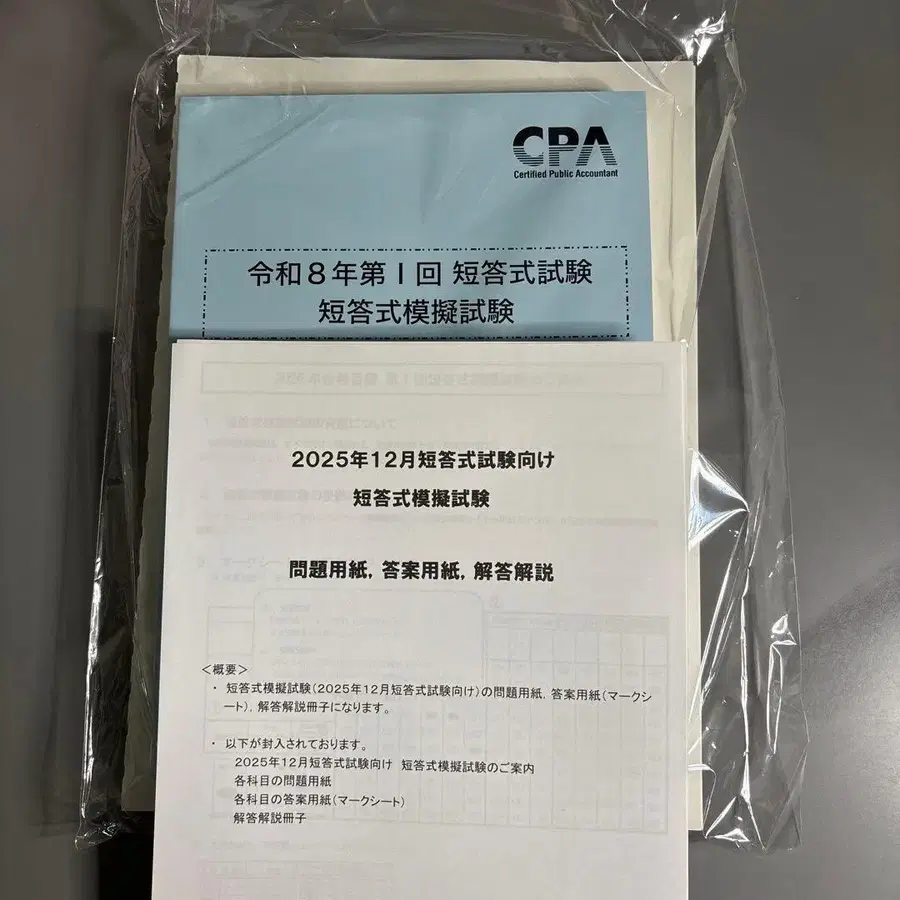 CPA
Certified Public Accountant
令和8年第Ⅰ回 短答式試験
短答式模擬試験
2025年12月短答式試験向け
短答式模擬試験
問題用紙, 答案用紙, 解答解説
＜概要＞
・ 短答式模擬試験(2025年12月短答式試験向け)の問題用紙, 答案用紙(マークシ
ート), 解答解説冊子になります。
・ 以下が封入されております。
2025年12月短答式試験向け 短答式模擬試験のご案内
各科目の問題用紙
各科目の答案用紙(マークシート)
解答解説冊子